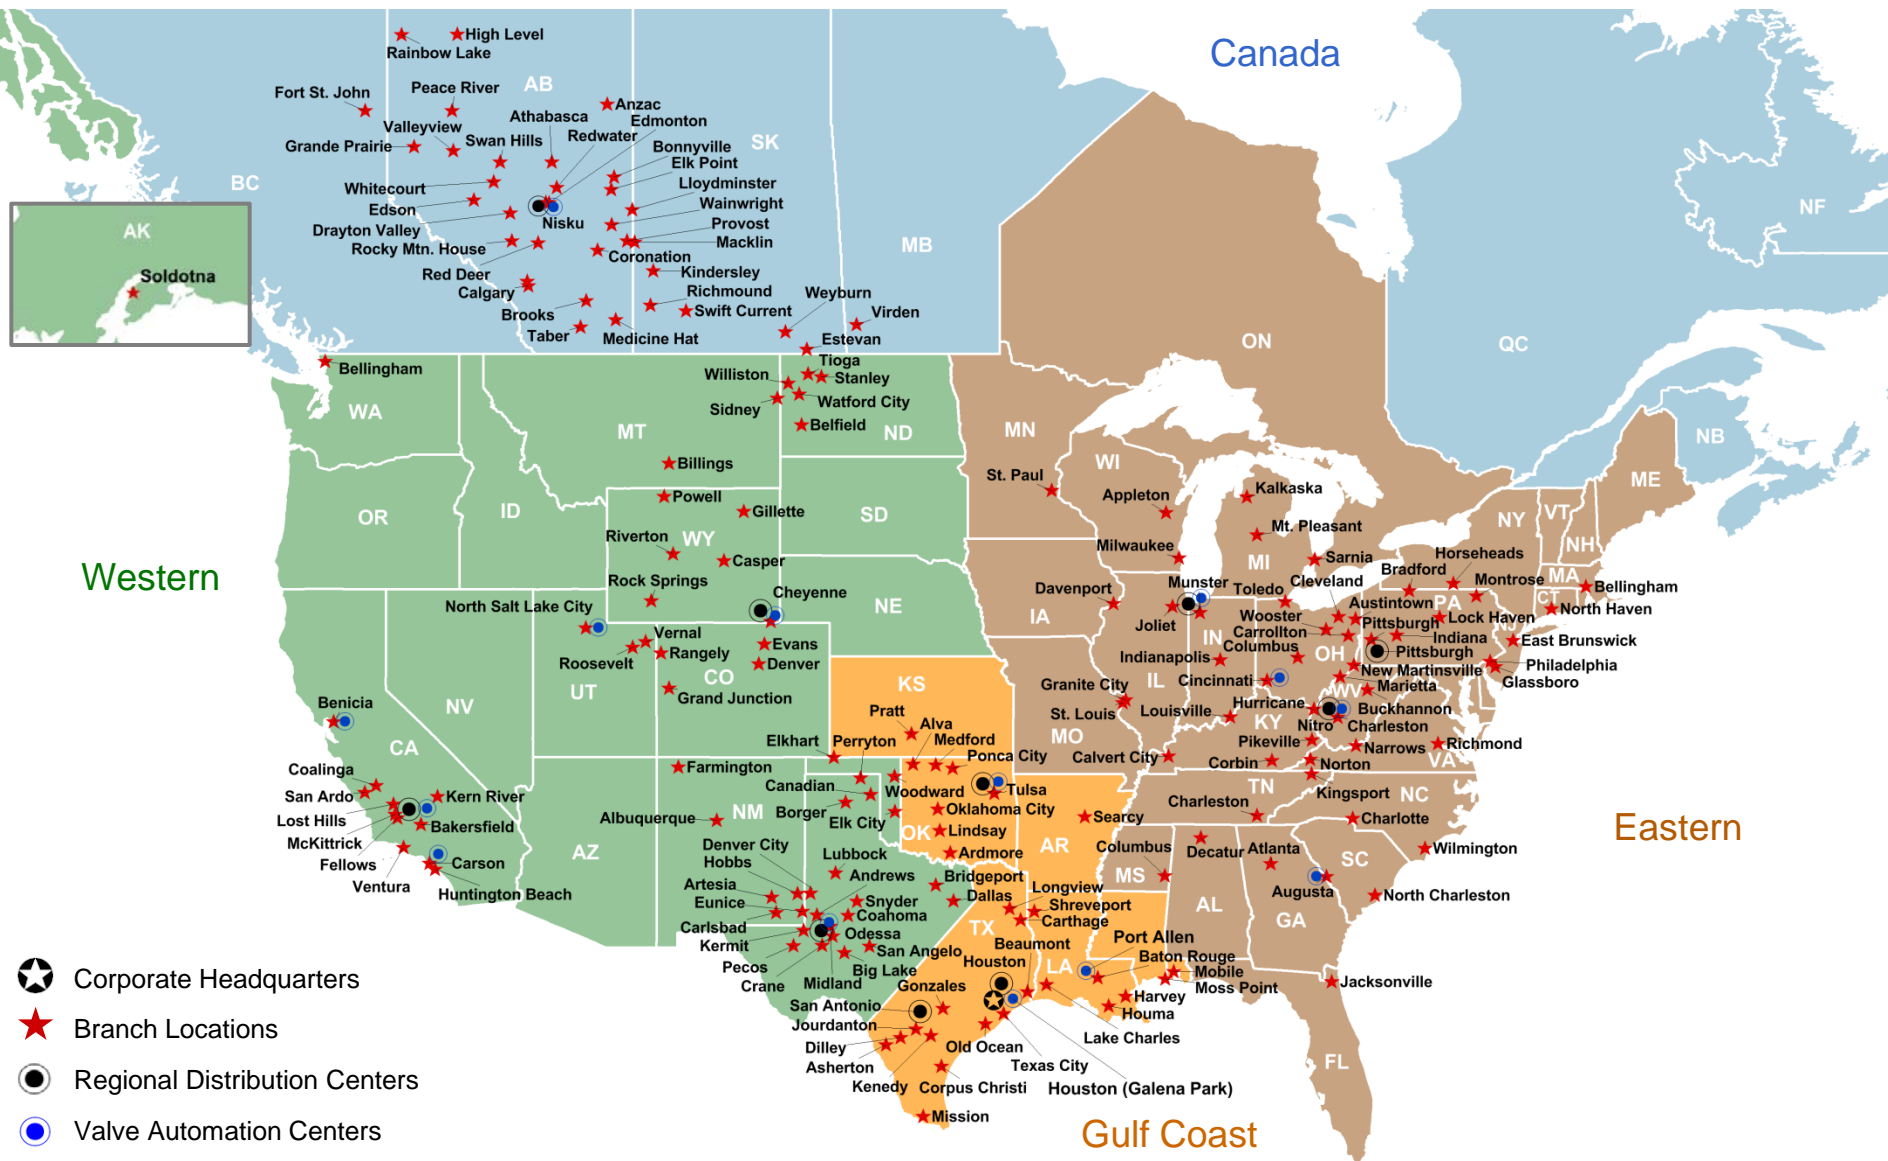 Canada
High Level
Rainbow Lake
AB
Fort St. John
Peace River
Anzac
Athabasca
Edmonton
Valleyview
Redwater
Swan Hills
SK
Grande Prairie
Bonnyville
Elk Point
BC
Whitecourt
Lloydminster
Edson
Wainwright
NF
Drayton Valley
Nisku
Provost
AK
Rocky Mtn. House
Macklin
MB
Coronation
Red Deer
Kindersley
Soldotna
Calgary
Richmound
Weyburn
Brooks
Swift Current
Virden
Taber
Medicine Hat
Estevan
ON
QC
Tioga
Bellingham
Williston
Stanley
WA
Sidney
Watford City
MT
Belfield
ND
MN
NB
Billings
WI
St. Paul
ME
Powell
Appleton
Kalkaska
OR
ID
Gillette
SD
NY
VT
Riverton
WY
Mt. Pleasant
NH
Casper
Milwaukee
MI
Sarnia
Horseheads
Western
Rock Springs
Bradford
Munster
Toledo
Cleveland
Montrose
MA
Bellingham
Davenport
Cheyenne
CT
North Salt Lake City
NE
IA
Austintown
PA
North Haven
Joliet
Wooster
Pittsburgh
Lock Haven
NJ
Vernal
IN
Carrollton
Indiana
East Brunswick
Evans
Columbus
OH
Pittsburgh
Roosevelt
Rangely
Denver
Indianapolis
Philadelphia
New Martinsville
CO
KS
IL
Cincinnati
Marietta
Glassboro
UT
Granite City
WV
Grand Junction
Benicia
NV
Hurricane
Buckhannon
St. Louis
Louisville
KY
Nitro
Charleston
Pratt
Alva
MO
CA
Elkhart
Perryton
Medford
Pikeville
Narrows
Richmond
Ponca City
Calvert City
Corbin
Norton
VA
Coalinga
Farmington
Canadian
Woodward
Tulsa
TN
Kingsport
NC
San Ardo
Kern River
Charleston
Lost Hills
Albuquerque
NM
Borger
Oklahoma City
Searcy
Charlotte
Bakersfield
Elk City
OK
Lindsay
Eastern
McKittrick
Denver City
AR
Columbus
Decatur
Atlanta
Wilmington
Fellows
Carson
AZ
Hobbs
Lubbock
Ardmore
SC
Ventura
Artesia
Andrews
Bridgeport
MS
Huntington Beach
Eunice
Snyder
Dallas
Longview
Augusta
North Charleston
Coahoma
Shreveport
AL
Carlsbad
Odessa
TX
Carthage
GA
Kermit
San Angelo
Beaumont
Port Allen
Pecos
Big Lake
Houston
LA
Baton Rouge
Corporate Headquarters
Crane
Midland
Gonzales
Mobile
Jacksonville
San Antonio
Moss Point
Harvey
Branch Locations
Jourdanton
Houma
Dilley
Old Ocean
Lake Charles
Asherton
Texas City
FL
Regional Distribution Centers
Kenedy
Corpus Christi
Houston (Galena Park)
Mission
Valve Automation Centers
Gulf Coast